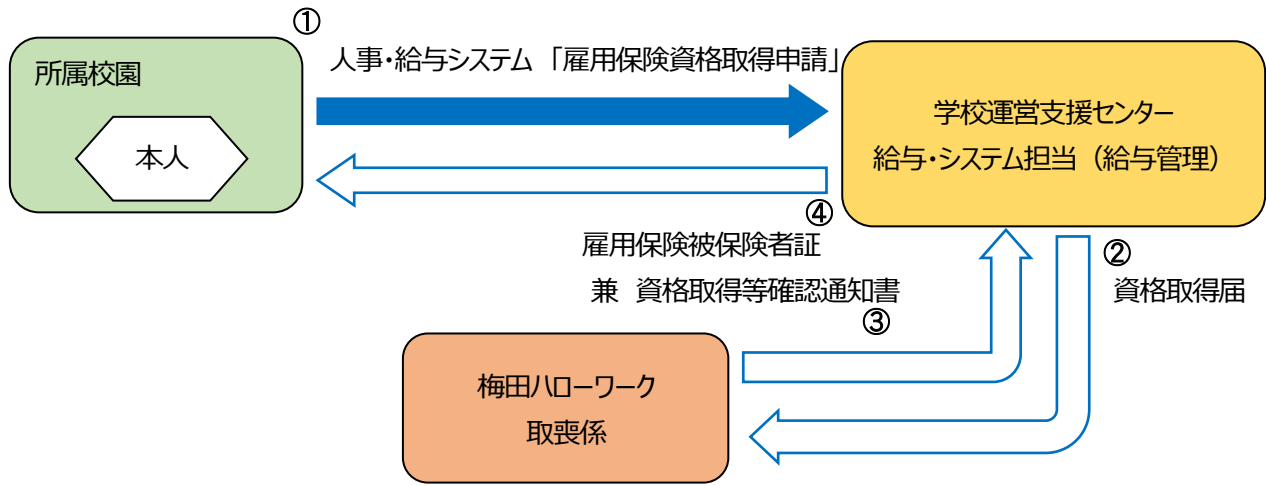 ①
所属校園
本人
人事・給与システム「雇用保険資格取得申請」
学校運営支援センター
給与・システム担当（給与管理）
④
雇用保険被保険者証
兼　資格取得等確認通知書
③
②
資格取得届
梅田ハローワーク
取喪係